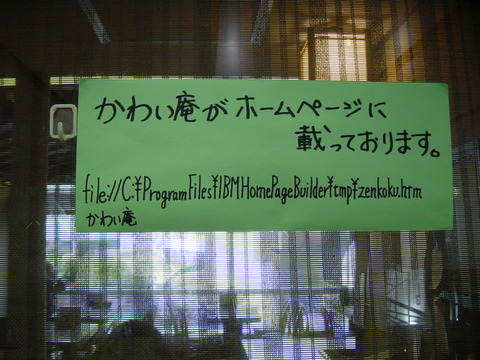 かわい庵がホームページに
載っております。
file://C:¥ProgramFiles¥IBMHomePageBuilder¥tmp¥zenkoku.htm
かわい庵